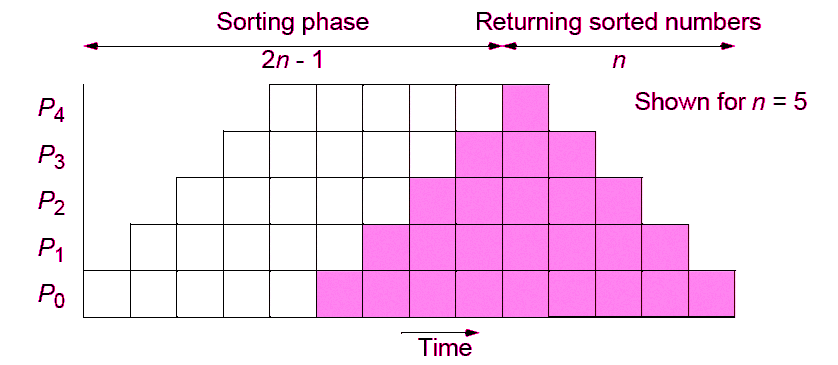 Sorting phase
Returning sorted numbers
2n - 1
n
Shown for n = 5
P4
P3
P2
P1
P0
Time